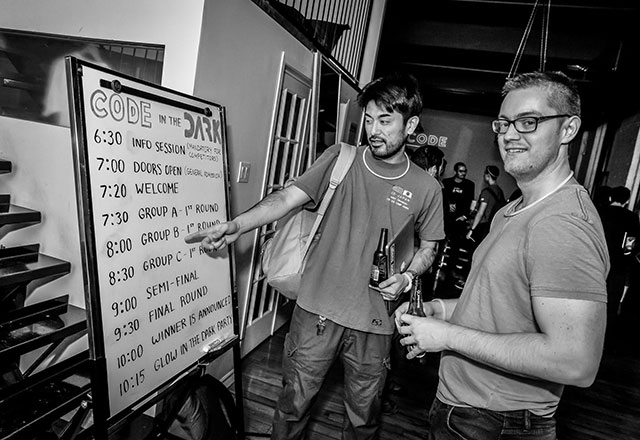 CODE IN THE DARK
6:30 INFO SESSION (MANDATORY FOR COMPETITORS)
7:00 DOORS OPEN (GENERAL ADMISSION)
7:20 WELCOME
7:30 GROUP A - 1ST ROUND
8:00 GROUP B - 1ST ROUND
8:30 GROUP C - 1ST ROUND
9:00 SEMI-FINAL
9:30 FINAL ROUND
10:00 WINNER IS ANNOUNCED
10:15 GLOW IN THE DARK PARTY
CODE